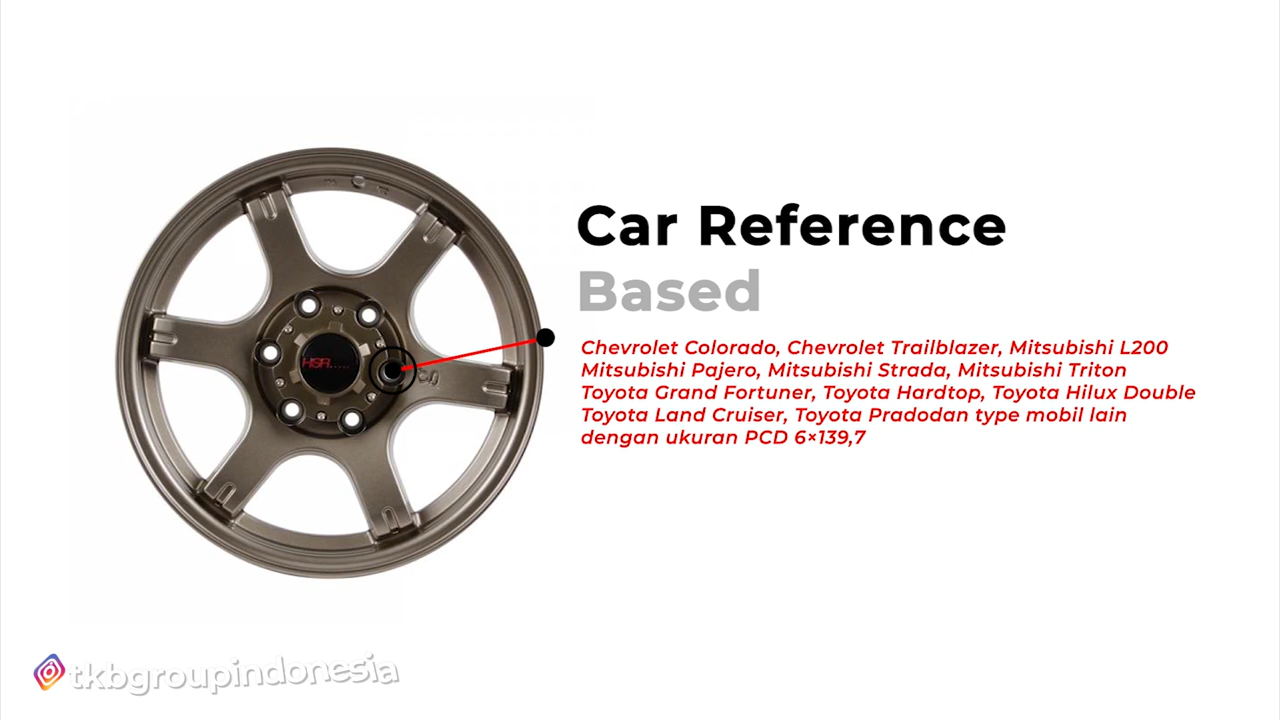 Car Reference
Based
Chevrolet Colorado, Chevrolet Trailblazer, Mitsubishi L200
Mitsubishi Pajero, Mitsubishi Strada, Mitsubishi Triton
Toyota Grand Fortuner, Toyota Hardtop, Toyota Hilux Double
Toyota Land Cruiser, Toyota Pradodan type mobil lain
dengan ukuran PCD 6×139,7
HSR
tkbgroupindonesia